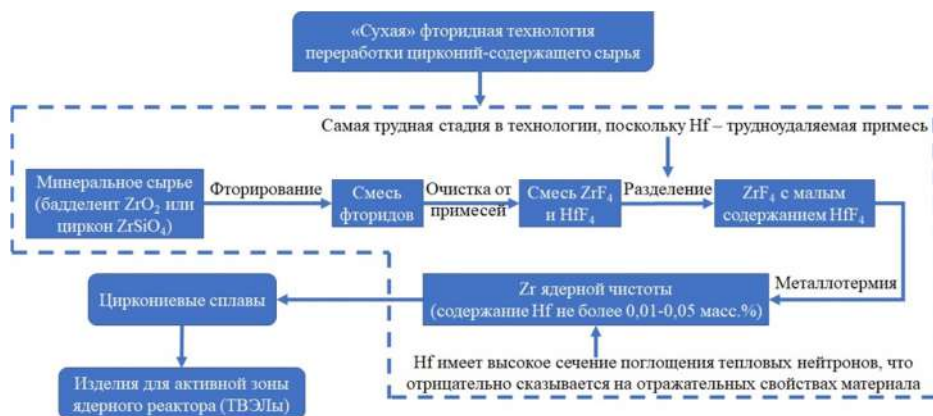 «Сухая» фторидная технология
переработки цирконий-содержащего сырья
Самая трудная стадия в технологии, поскольку Hf – трудноудаляемая примесь
Минеральное сырье
(бадделеит ZrO₂ или
циркон ZrSiO₄)
Фторирование
Смесь
фторидов
Очистка от
примесей
Смесь ZrF₄
и HfF₄
Разделение
ZrF₄ с малым
содержанием HfF₄
Металлотермия
Zr ядерной чистоты
(содержание Hf не более 0,01-0,05 масс.%)
Циркониевые сплавы
Hf имеет высокое сечение поглощения тепловых нейтронов, что
отрицательно сказывается на отражательных свойствах материала
Изделия для активной зоны
ядерного реактора (ТВЭЛы)